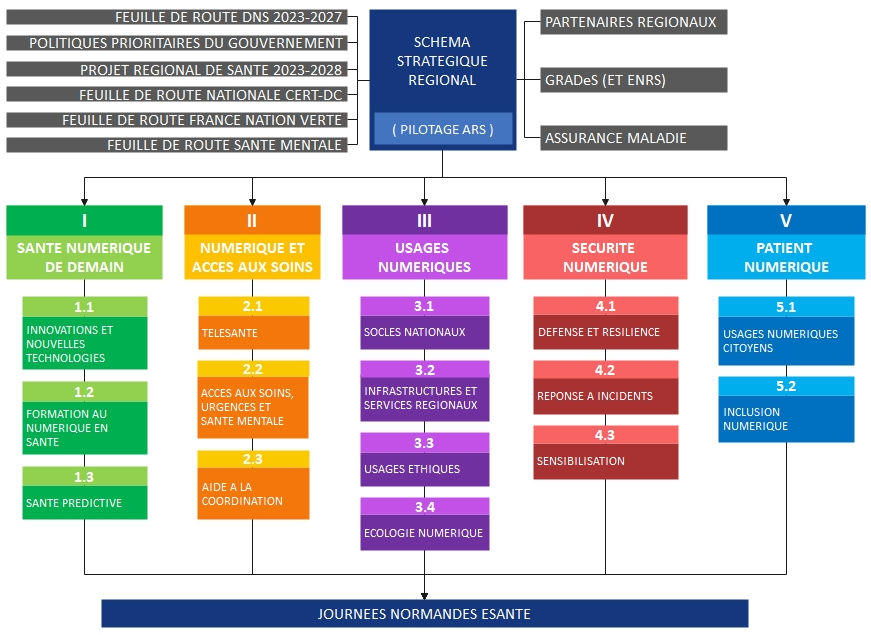 FEUILLE DE ROUTE DNS 2023-2027
POLITIQUES PRIORITAIRES DU GOUVERNEMENT
PROJET REGIONAL DE SANTE 2023-2028
FEUILLE DE ROUTE NATIONALE CERT-DC
FEUILLE DE ROUTE FRANCE NATION VERTE
FEUILLE DE ROUTE SANTE MENTALE
SCHEMA
STRATEGIQUE
REGIONAL
( PILOTAGE ARS )
PARTENAIRES REGIONAUX
GRADeS (ET ENRS)
ASSURANCE MALADIE
I
SANTE NUMERIQUE
DE DEMAIN
1.1
INNOVATIONS ET
NOUVELLES
TECHNOLOGIES
1.2
FORMATION AU
NUMERIQUE EN
SANTE
1.3
SANTE PREDICTIVE
II
NUMERIQUE ET
ACCES AUX SOINS
2.1
TELESANTE
2.2
ACCES AUX SOINS,
URGENCES ET
SANTE MENTALE
2.3
AIDE A LA
COORDINATION
III
USAGES
NUMERIQUES
3.1
SOCLES NATIONAUX
3.2
INFRASTRUCTURES ET
SERVICES REGIONAUX
3.3
USAGES ETHIQUES
3.4
ECOLOGIE NUMERIQUE
IV
SECURITE
NUMERIQUE
4.1
DEFENSE ET RESILIENCE
4.2
REPONSE A INCIDENTS
4.3
SENSIBILISATION
V
PATIENT
NUMERIQUE
5.1
USAGES NUMERIQUES
CITOYENS
5.2
INCLUSION
NUMERIQUE
JOURNEES NORMANDES ESANTE